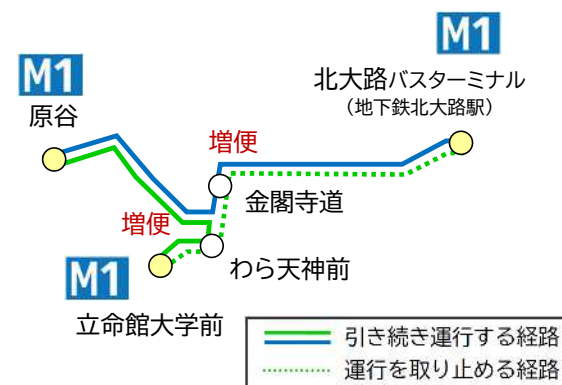 M1
M1
北大路バスターミナル
（地下鉄北大路駅）
原谷
増便
金閣寺道
増便
わら天神前
M1
立命館大学前
引き続き運行する経路
運行を取り止める経路